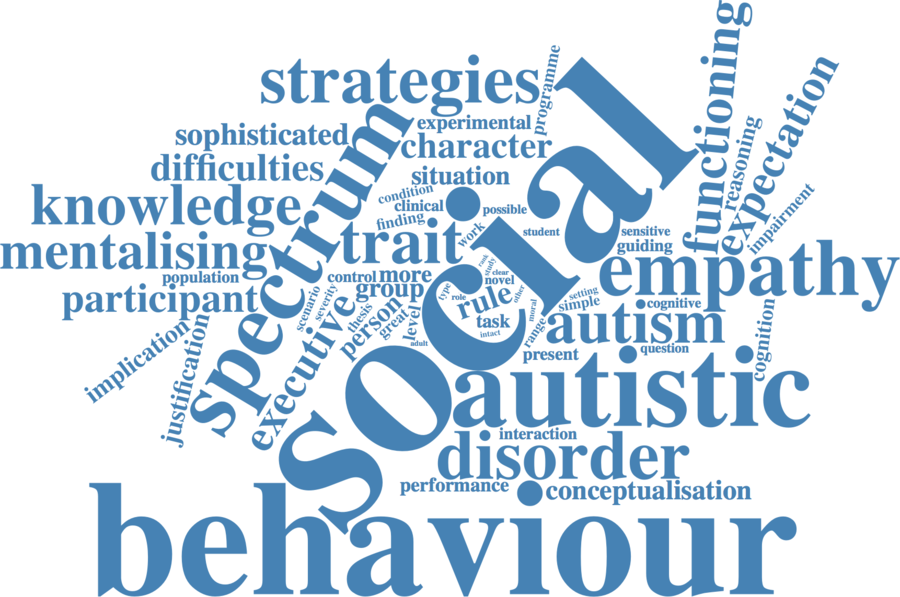 strategies
programme
functioning
experimental
sophisticated
character
difficulties
spectrum
social
reasoning
expectation
situation
condition
clinical
knowledge
finding
possible
impairment
trait
work
student
sensitive
guiding
mentalising
empathy
population
control
more
rank
study
clear
novel
participant
group
type
role
rule
other
setting
simple
cognitive
scenario
severity
executive
thesis
person
great
level
task
intact
moral
range
autism
adult
question
present
cognition
implication
justification
autistic
interaction
disorder
performance
conceptualisation
behaviour